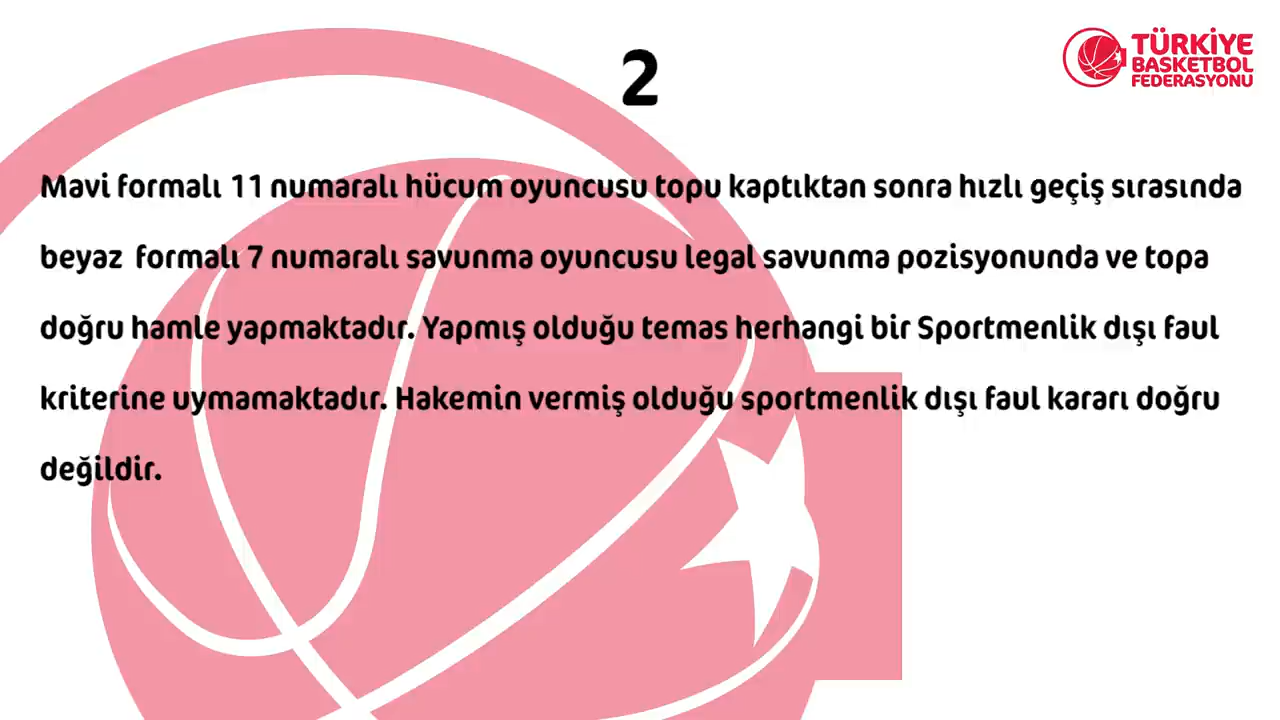 2
TÜRKİYE
BASKETBOL
FEDERASYONU
Mavi formalı 11 numaralı hücum oyuncusu topu kaptıktan sonra hızlı geçiş sırasında
beyaz formalı 7 numaralı savunma oyuncusu legal savunma pozisyonunda ve topa
doğru hamle yapmaktadır. Yapmış olduğu temas herhangi bir Sportmenlik dışı faul
kriterine uymamaktadır. Hakemin vermiş olduğu sportmenlik dışı faul kararı doğru
değildir.